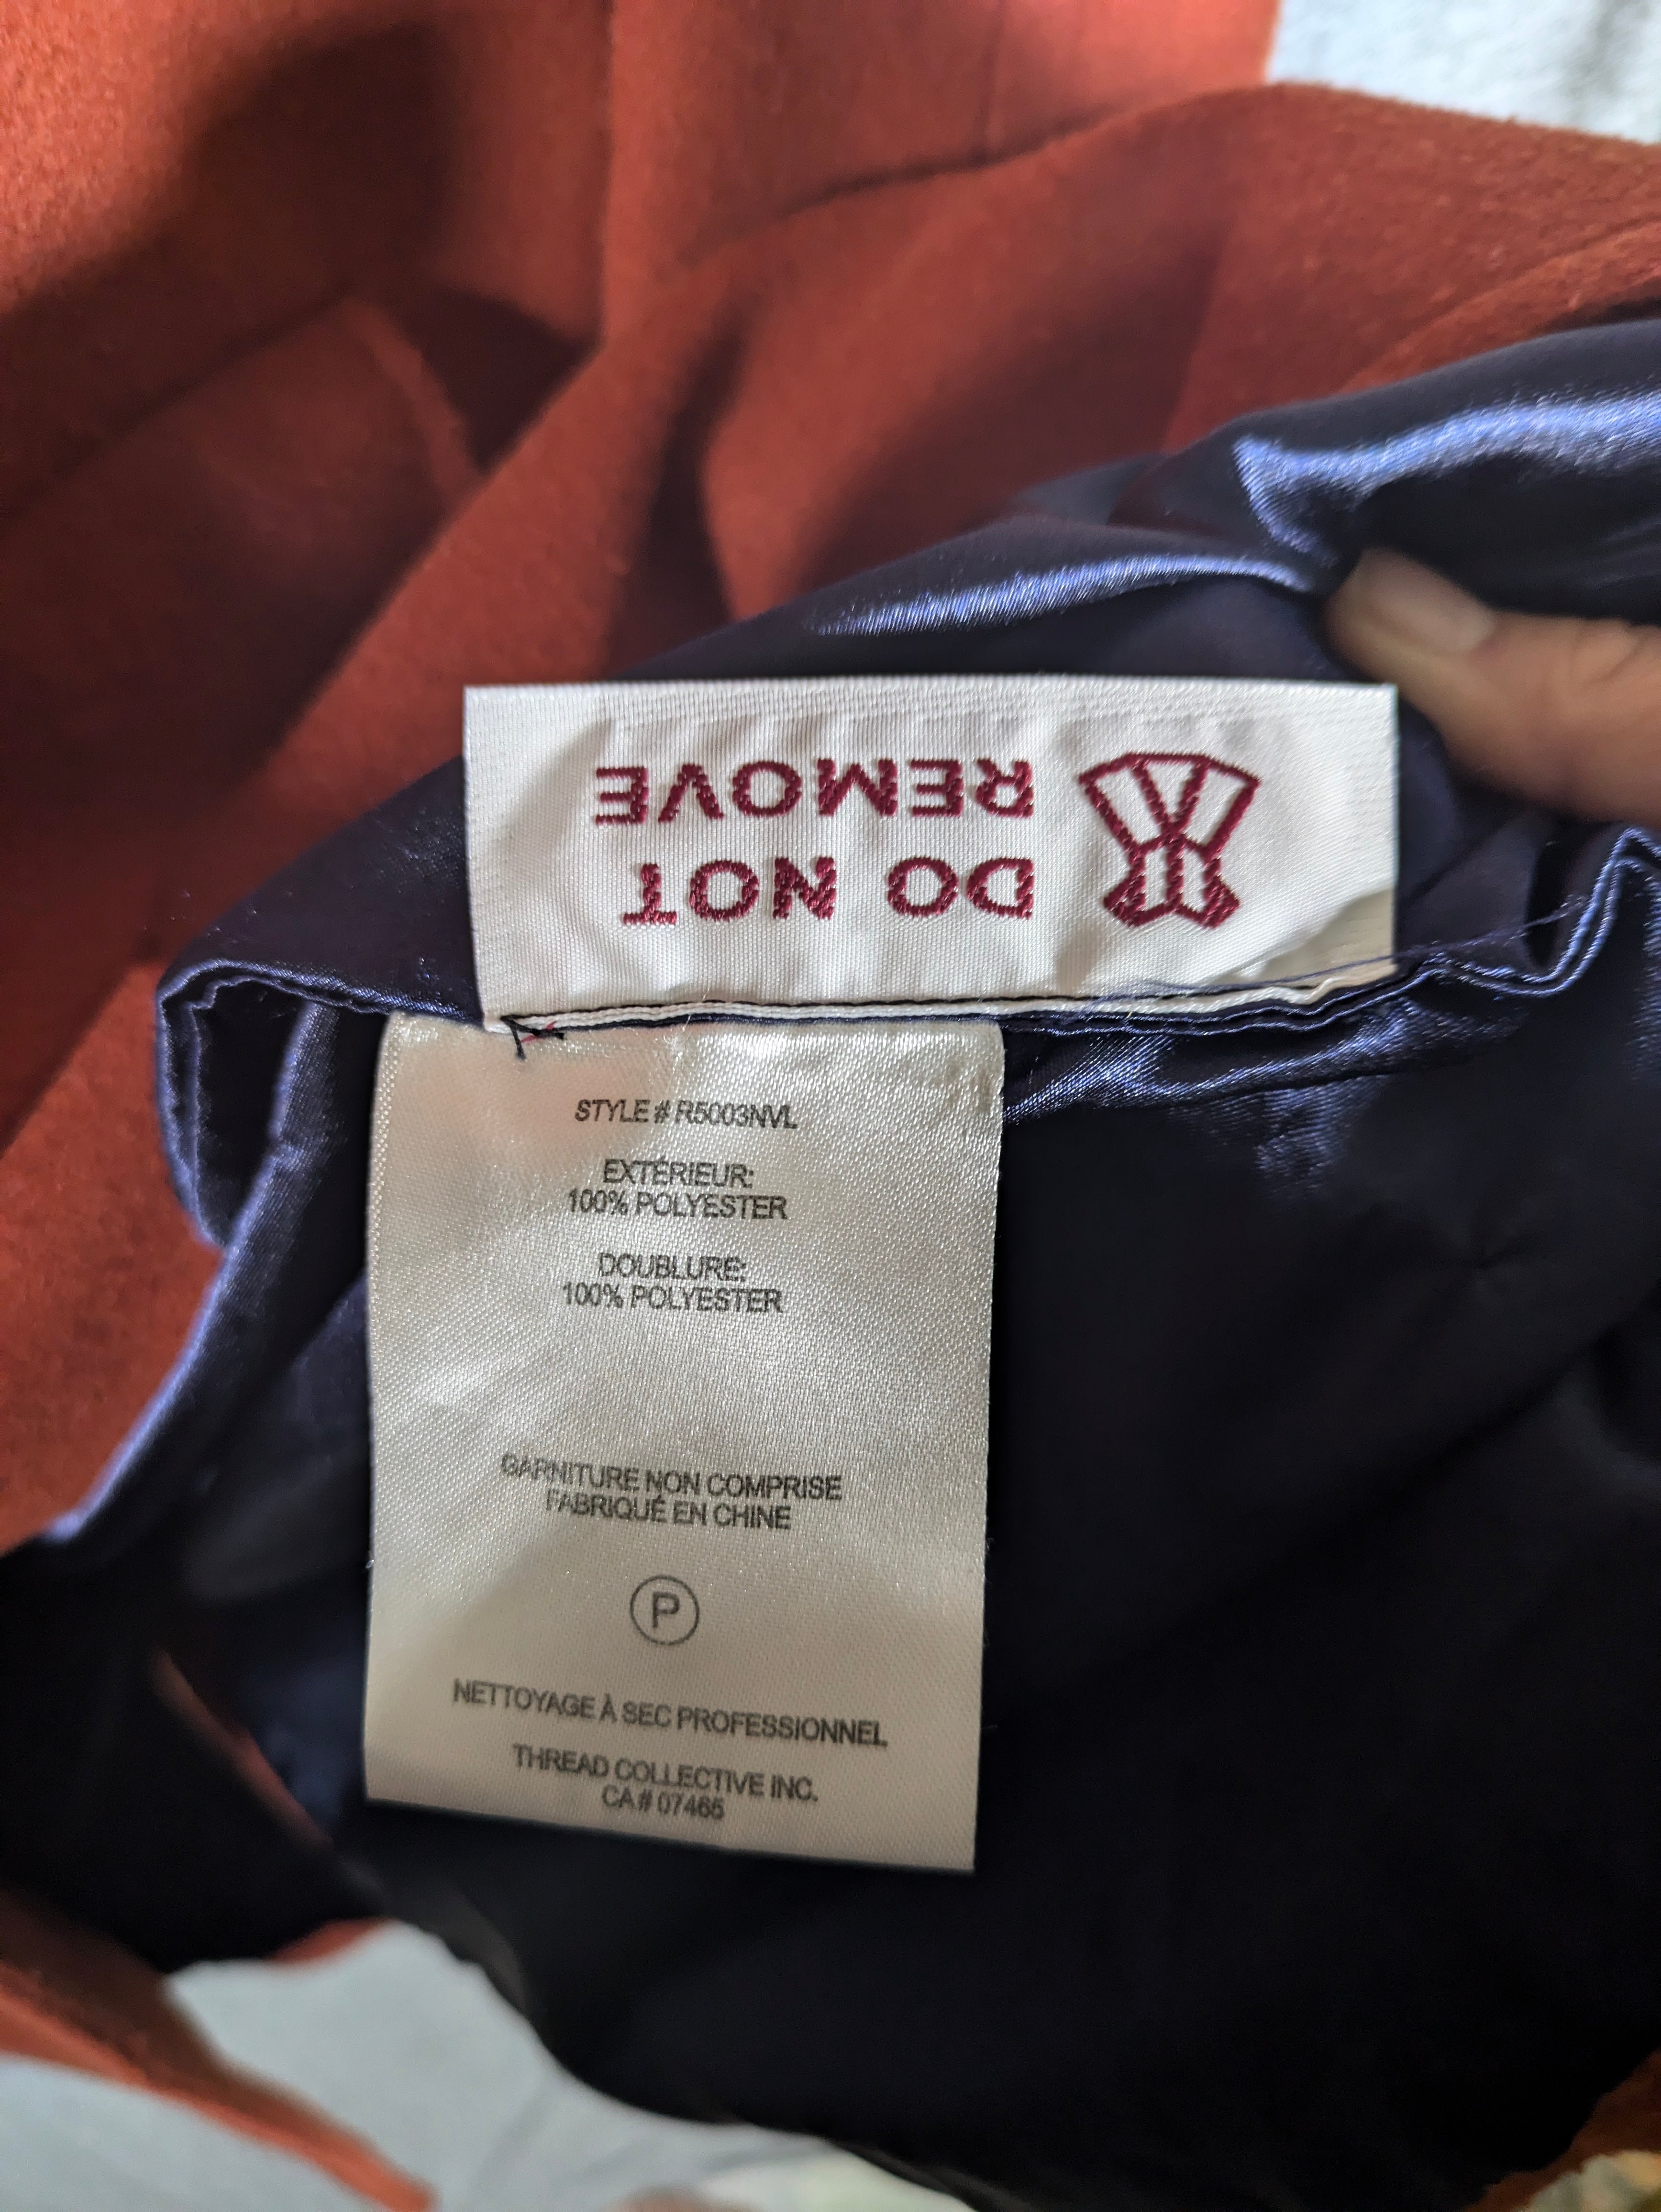 DO NOT
REMOVE
STYLE # R5003NVL
EXTÉRIEUR:
100% POLYESTER
DOUBLURE:
100% POLYESTER
GARNITURE NON COMPRISE
FABRIQUÉ EN CHINE
P
NETTOYAGE À SEC PROFESSIONNEL
THREAD COLLECTIVE INC.
CA# 07465